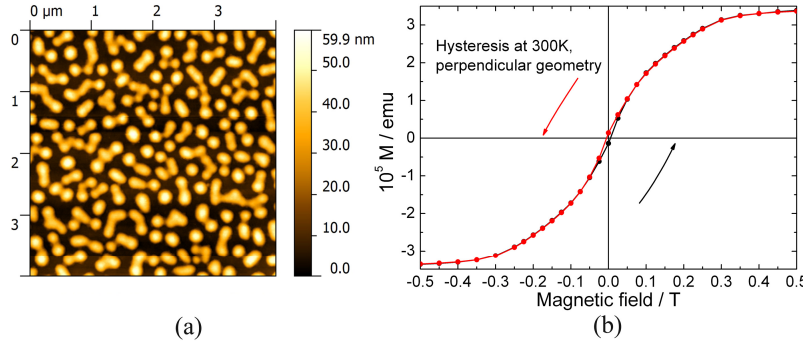 0 µm 1 2 3
0
1
2
3
59.9 nm
50.0
40.0
30.0
20.0
10.0
0.0
(a)
Hysteresis at 300K,
perpendicular geometry
10⁵ M / emu
3
2
1
0
-1
-2
-3
-0.5 -0.4 -0.3 -0.2 -0.1 0.0 0.1 0.2 0.3 0.4 0.5
Magnetic field / T
(b)